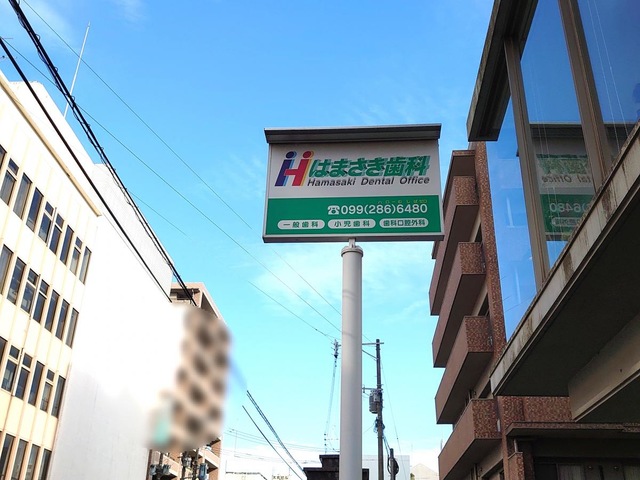 はまさき歯科
Hamasaki Dental Office
☎099(286)6480
一般歯科 小児歯科 歯科口腔外科